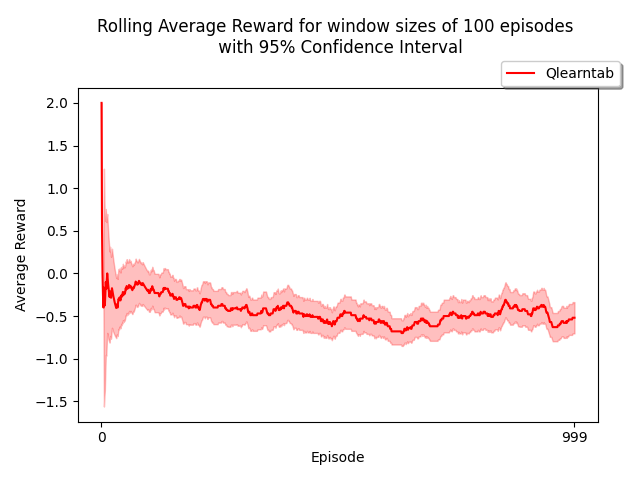 Rolling Average Reward for window sizes of 100 episodes
with 95% Confidence Interval
Qlearntab
2.0
1.5
1.0
0.5
0.0
−0.5
−1.0
−1.5
Average Reward
0
999
Episode